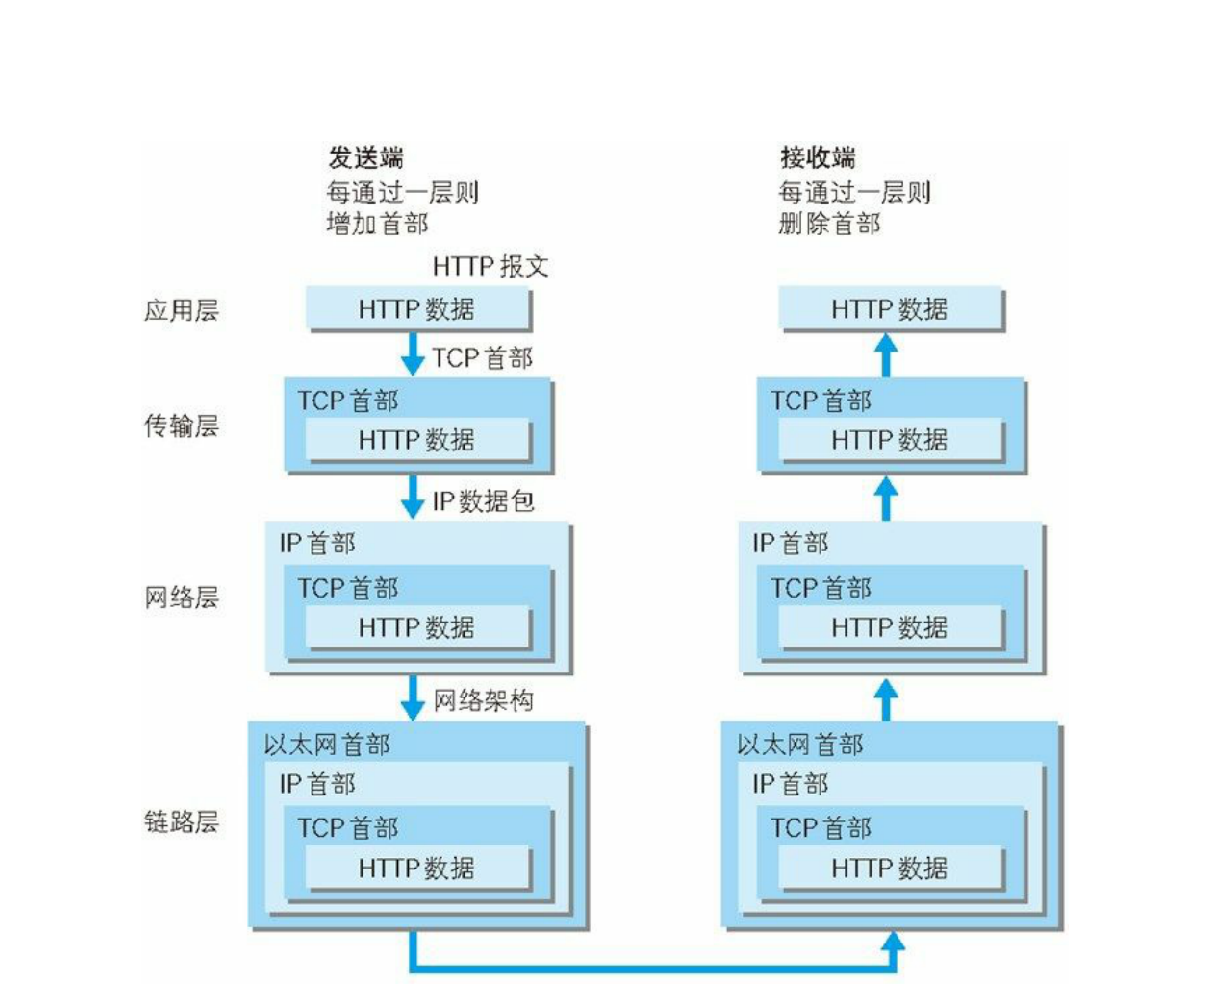 发送端
每通过一层则
增加首部
接收端
每通过一层则
删除首部
HTTP 报文
应用层
HTTP 数据
HTTP 数据
TCP 首部
传输层
TCP 首部
HTTP 数据
TCP 首部
HTTP 数据
IP 数据包
网络层
IP 首部
TCP 首部
HTTP 数据
IP 首部
TCP 首部
HTTP 数据
网络架构
链路层
以太网首部
IP 首部
TCP 首部
HTTP 数据
以太网首部
IP 首部
TCP 首部
HTTP 数据